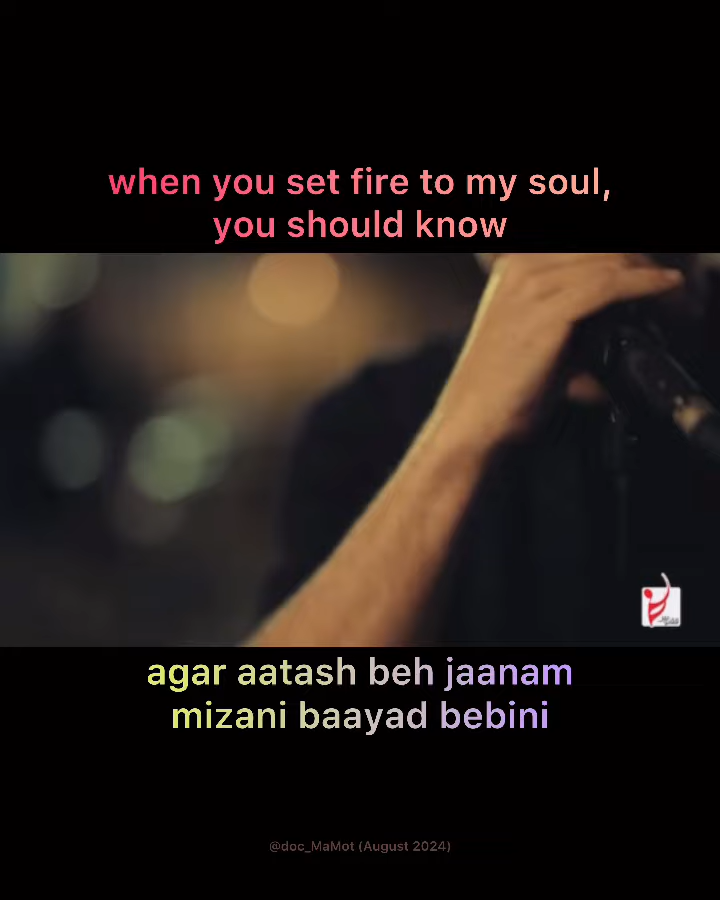 when you set fire to my soul,
you should know
agar aatash beh jaanam
mizani baayad bebini
@doc_MaMot (August 2024)